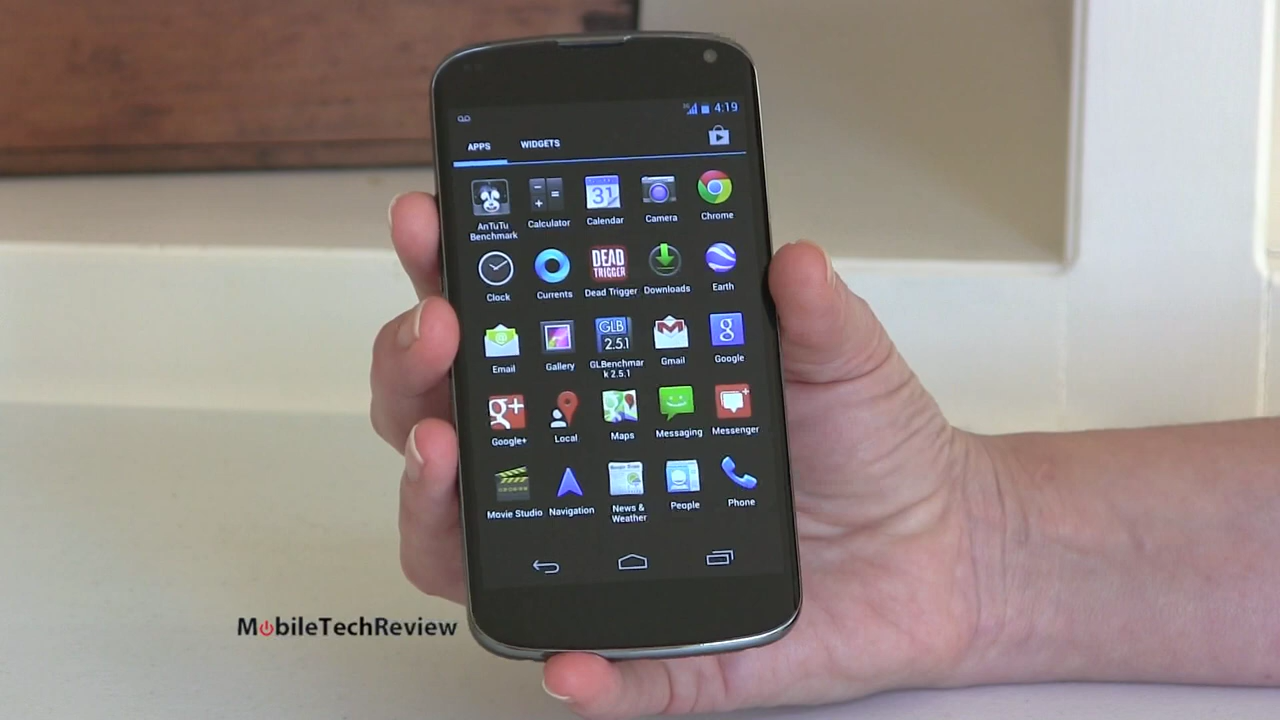 4:19
APPS WIDGETS
AnTuTu
Benchmark
Calculator
Calendar
31
Camera
Chrome
Clock
Currents
DEAD
TRIGGER
Dead Trigger
Downloads
Earth
Email
Gallery
GLB
2.5.1
GLBenchmar
k 2.5.1
Gmail
g
Google
g+
Google+
Local
Maps
Messaging
Messenger
Movie Studio
Navigation
News &
Weather
People
Phone
MobileTechReview